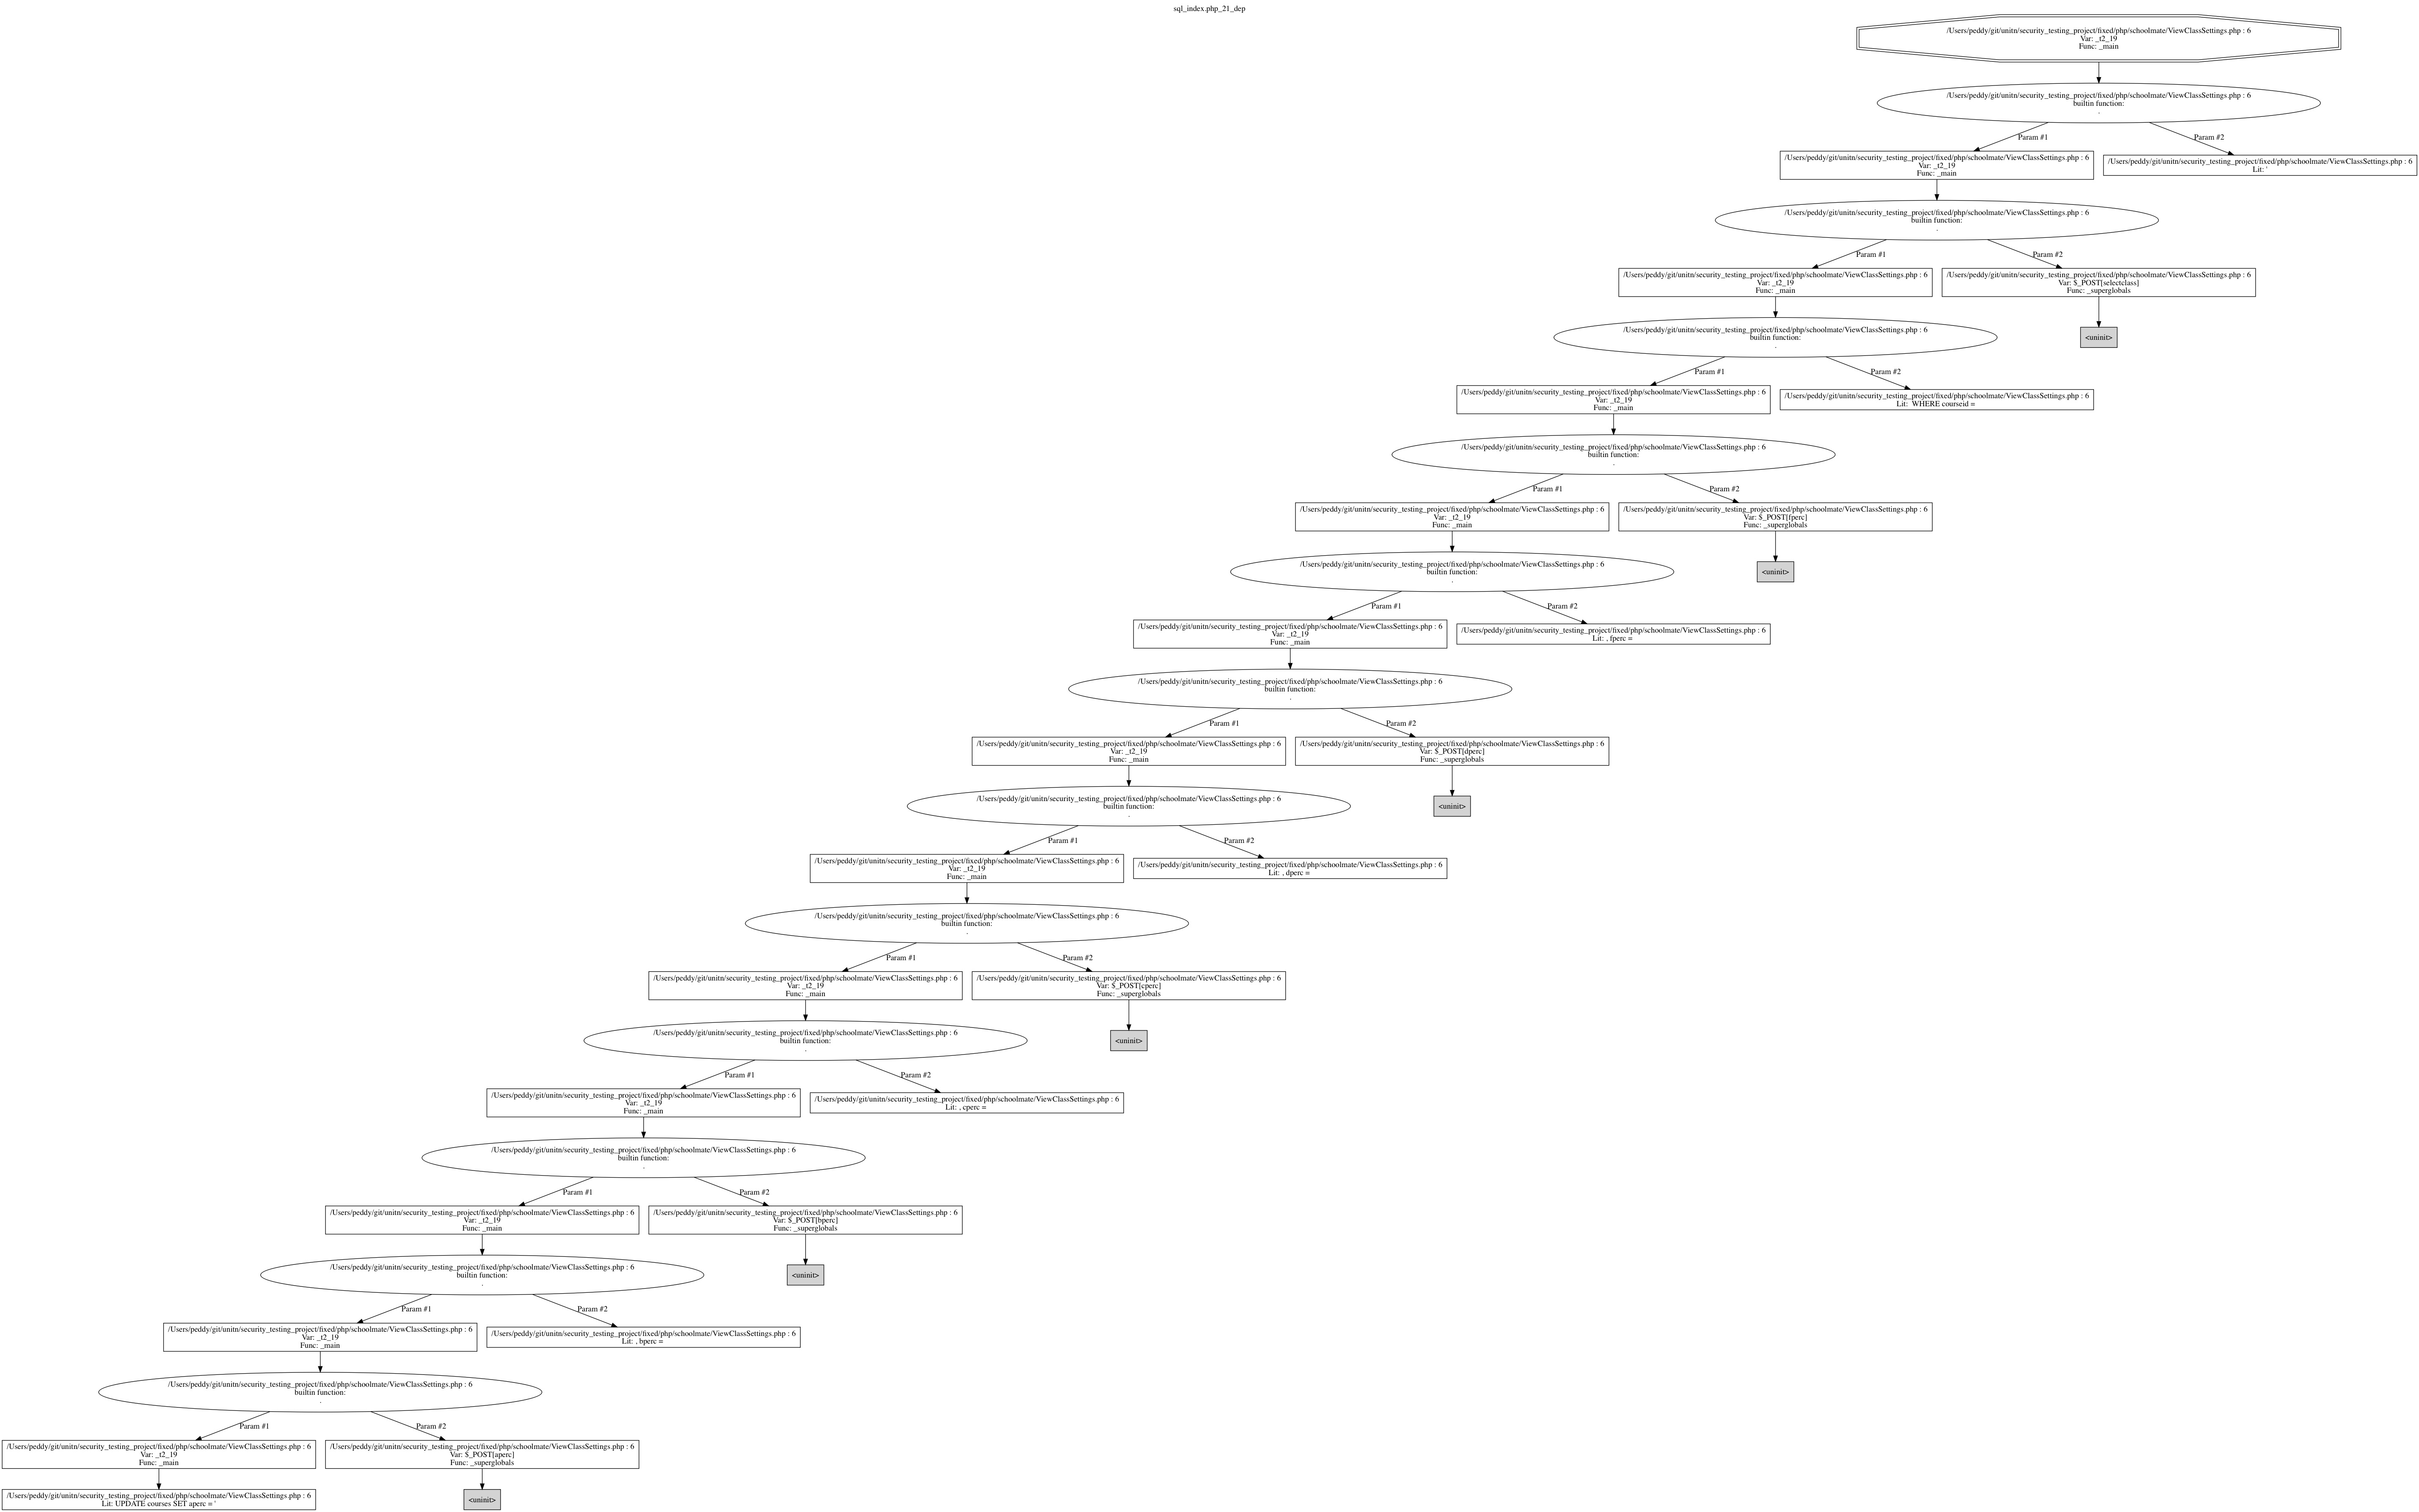 sql_index.php_21_dep
/Users/peddy/git/unitn/security_testing_project/fixed/php/schoolmate/ViewClassSettings.php : 6
Var: _t2_19
Func: _main
/Users/peddy/git/unitn/security_testing_project/fixed/php/schoolmate/ViewClassSettings.php : 6
builtin function:
.
Param #1
Param #2
/Users/peddy/git/unitn/security_testing_project/fixed/php/schoolmate/ViewClassSettings.php : 6
Var: _t2_19
Func: _main
/Users/peddy/git/unitn/security_testing_project/fixed/php/schoolmate/ViewClassSettings.php : 6
Lit: '
/Users/peddy/git/unitn/security_testing_project/fixed/php/schoolmate/ViewClassSettings.php : 6
builtin function:
.
Param #1
Param #2
/Users/peddy/git/unitn/security_testing_project/fixed/php/schoolmate/ViewClassSettings.php : 6
Var: _t2_19
Func: _main
/Users/peddy/git/unitn/security_testing_project/fixed/php/schoolmate/ViewClassSettings.php : 6
Var: $_POST[selectclass]
Func: _superglobals
/Users/peddy/git/unitn/security_testing_project/fixed/php/schoolmate/ViewClassSettings.php : 6
builtin function:
.
<uninit>
Param #1
Param #2
/Users/peddy/git/unitn/security_testing_project/fixed/php/schoolmate/ViewClassSettings.php : 6
Var: _t2_19
Func: _main
/Users/peddy/git/unitn/security_testing_project/fixed/php/schoolmate/ViewClassSettings.php : 6
Lit:  WHERE courseid =
/Users/peddy/git/unitn/security_testing_project/fixed/php/schoolmate/ViewClassSettings.php : 6
builtin function:
.
Param #1
Param #2
/Users/peddy/git/unitn/security_testing_project/fixed/php/schoolmate/ViewClassSettings.php : 6
Var: _t2_19
Func: _main
/Users/peddy/git/unitn/security_testing_project/fixed/php/schoolmate/ViewClassSettings.php : 6
Var: $_POST[fperc]
Func: _superglobals
/Users/peddy/git/unitn/security_testing_project/fixed/php/schoolmate/ViewClassSettings.php : 6
builtin function:
.
<uninit>
Param #1
Param #2
/Users/peddy/git/unitn/security_testing_project/fixed/php/schoolmate/ViewClassSettings.php : 6
Var: _t2_19
Func: _main
/Users/peddy/git/unitn/security_testing_project/fixed/php/schoolmate/ViewClassSettings.php : 6
Lit: , fperc =
/Users/peddy/git/unitn/security_testing_project/fixed/php/schoolmate/ViewClassSettings.php : 6
builtin function:
.
Param #1
Param #2
/Users/peddy/git/unitn/security_testing_project/fixed/php/schoolmate/ViewClassSettings.php : 6
Var: _t2_19
Func: _main
/Users/peddy/git/unitn/security_testing_project/fixed/php/schoolmate/ViewClassSettings.php : 6
Var: $_POST[dperc]
Func: _superglobals
/Users/peddy/git/unitn/security_testing_project/fixed/php/schoolmate/ViewClassSettings.php : 6
builtin function:
.
<uninit>
Param #1
Param #2
/Users/peddy/git/unitn/security_testing_project/fixed/php/schoolmate/ViewClassSettings.php : 6
Var: _t2_19
Func: _main
/Users/peddy/git/unitn/security_testing_project/fixed/php/schoolmate/ViewClassSettings.php : 6
Lit: , dperc =
/Users/peddy/git/unitn/security_testing_project/fixed/php/schoolmate/ViewClassSettings.php : 6
builtin function:
.
Param #1
Param #2
/Users/peddy/git/unitn/security_testing_project/fixed/php/schoolmate/ViewClassSettings.php : 6
Var: _t2_19
Func: _main
/Users/peddy/git/unitn/security_testing_project/fixed/php/schoolmate/ViewClassSettings.php : 6
Var: $_POST[cperc]
Func: _superglobals
/Users/peddy/git/unitn/security_testing_project/fixed/php/schoolmate/ViewClassSettings.php : 6
builtin function:
.
<uninit>
Param #1
Param #2
/Users/peddy/git/unitn/security_testing_project/fixed/php/schoolmate/ViewClassSettings.php : 6
Var: _t2_19
Func: _main
/Users/peddy/git/unitn/security_testing_project/fixed/php/schoolmate/ViewClassSettings.php : 6
Lit: , cperc =
/Users/peddy/git/unitn/security_testing_project/fixed/php/schoolmate/ViewClassSettings.php : 6
builtin function:
.
Param #1
Param #2
/Users/peddy/git/unitn/security_testing_project/fixed/php/schoolmate/ViewClassSettings.php : 6
Var: _t2_19
Func: _main
/Users/peddy/git/unitn/security_testing_project/fixed/php/schoolmate/ViewClassSettings.php : 6
Var: $_POST[bperc]
Func: _superglobals
/Users/peddy/git/unitn/security_testing_project/fixed/php/schoolmate/ViewClassSettings.php : 6
builtin function:
.
<uninit>
Param #1
Param #2
/Users/peddy/git/unitn/security_testing_project/fixed/php/schoolmate/ViewClassSettings.php : 6
Var: _t2_19
Func: _main
/Users/peddy/git/unitn/security_testing_project/fixed/php/schoolmate/ViewClassSettings.php : 6
Lit: , bperc =
/Users/peddy/git/unitn/security_testing_project/fixed/php/schoolmate/ViewClassSettings.php : 6
builtin function:
.
Param #1
Param #2
/Users/peddy/git/unitn/security_testing_project/fixed/php/schoolmate/ViewClassSettings.php : 6
Var: _t2_19
Func: _main
/Users/peddy/git/unitn/security_testing_project/fixed/php/schoolmate/ViewClassSettings.php : 6
Var: $_POST[aperc]
Func: _superglobals
/Users/peddy/git/unitn/security_testing_project/fixed/php/schoolmate/ViewClassSettings.php : 6
Lit: UPDATE courses SET aperc = '
<uninit>